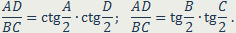 AD/BC = ctg A/2 · ctg D/2; AD/BC = tg B/2 · tg C/2.